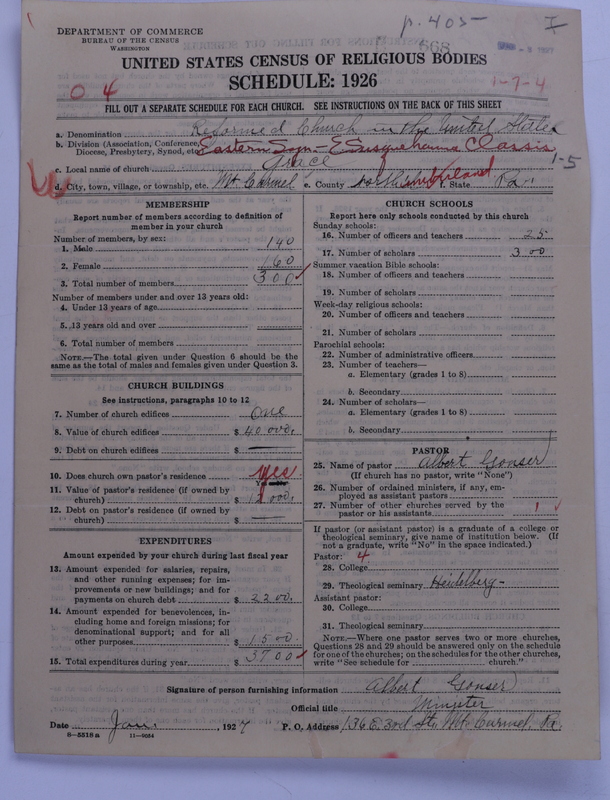 DEPARTMENT OF COMMERCE
BUREAU OF THE CENSUS
WASHINGTON
p. 405
I
568
UNITED STATES CENSUS OF RELIGIOUS BODIES
SCHEDULE: 1926
0 4
1-7-4
FILL OUT A SEPARATE SCHEDULE FOR EACH CHURCH. SEE INSTRUCTIONS ON THE BACK OF THIS SHEET
a. Denomination Reformed Church in the United States
b. Division (Association, Conference, Diocese, Presbytery, Synod, etc.) Eastern Syn - E Susquehanna Classis
1-5
c. Local name of church Grace
d. City, town, village, or township, etc. Mt Carmel e. County Northumberland f. State Pa.
MEMBERSHIP
Report number of members according to definition of member in your church
Number of members, by sex:
1. Male 140
2. Female 160
3. Total number of members 300
Number of members under and over 13 years old:
4. Under 13 years of age
5. 13 years old and over
6. Total number of members
NOTE.—The total given under Question 6 should be the same as the total of males and females given under Question 3.
CHURCH BUILDINGS
See instructions, paragraphs 10 to 12
7. Number of church edifices One
8. Value of church edifices $ 40,000.
9. Debt on church edifices $ —
10. Does church own pastor's residence yes
11. Value of pastor's residence (if owned by church) $
12. Debt on pastor's residence (if owned by church) $ —
EXPENDITURES
Amount expended by your church during last fiscal year
13. Amount expended for salaries, repairs, and other running expenses; for improvements or new buildings; and for payments on church debt $ 2200.
14. Amount expended for benevolences, including home and foreign missions; for denominational support; and for all other purposes $ 1500.
15. Total expenditures during year $ 3700
CHURCH SCHOOLS
Report here only schools conducted by this church
Sunday schools:
16. Number of officers and teachers 25
17. Number of scholars 300
Summer vacation Bible schools:
18. Number of officers and teachers
19. Number of scholars
Week-day religious schools:
20. Number of officers and teachers
21. Number of scholars
Parochial schools:
22. Number of administrative officers
23. Number of teachers—
a. Elementary (grades 1 to 8)
b. Secondary
24. Number of scholars—
a. Elementary (grades 1 to 8)
b. Secondary
PASTOR
25. Name of pastor Albert Gonser
(If church has no pastor, write "None")
26. Number of ordained ministers, if any, employed as assistant pastors
27. Number of other churches served by the pastor or his assistants 1
If pastor (or assistant pastor) is a graduate of a college or theological seminary, give name of institution below. (If not a graduate, write "No" in the space indicated.)
Pastor: 4
28. College
29. Theological seminary Heidelberg -
Assistant pastor:
30. College
31. Theological seminary
NOTE.—Where one pastor serves two or more churches, Questions 28 and 29 should be answered only on the schedule for one of the churches; on the schedules for the other churches, write "See schedule for church."
Signature of person furnishing information Albert Gonser
Official title Minister
Date Jan. , 1927 P. O. Address 136 E. 3rd St., Mt. Carmel, Pa.
8-5518a 11-9054